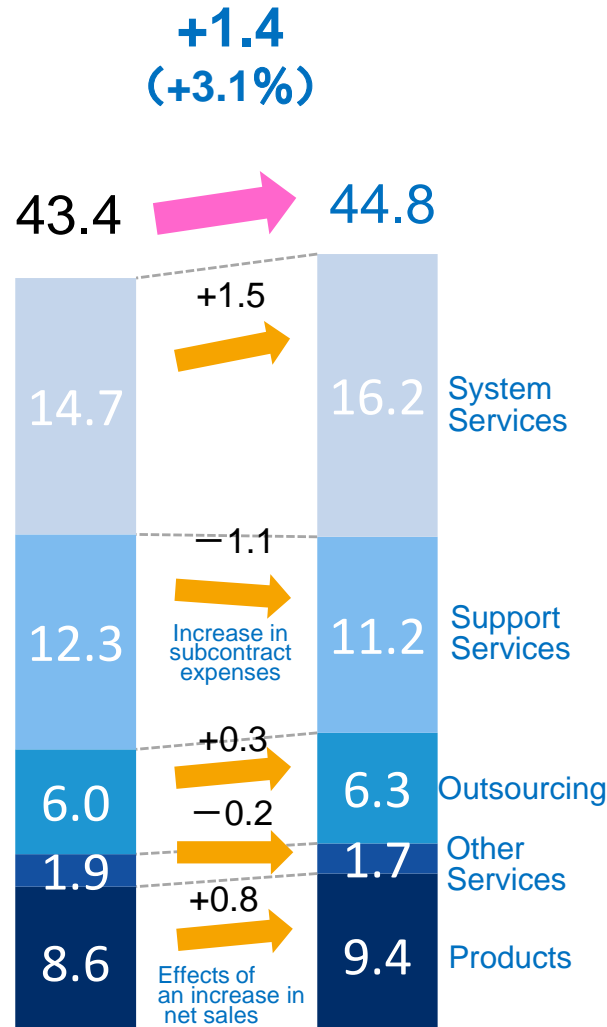 +1.4
(+3.1%)
43.4
44.8
+1.5
14.7
16.2
System
Services
－1.1
12.3
Increase in
subcontract
expenses
11.2
Support
Services
+0.3
6.0
6.3
Outsourcing
－0.2
1.9
1.7
Other
Services
+0.8
8.6
Effects of
an increase in
net sales
9.4
Products